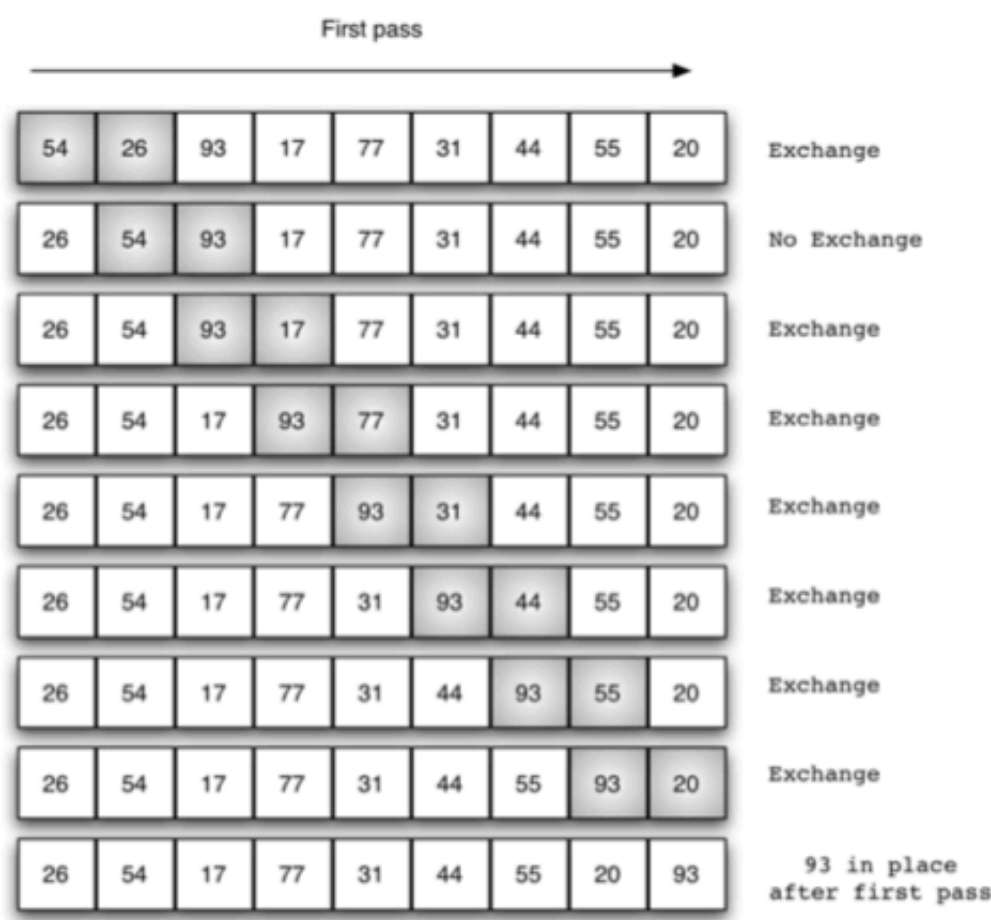 First pass
54 26 93 17 77 31 44 55 20 Exchange
26 54 93 17 77 31 44 55 20 No Exchange
26 54 93 17 77 31 44 55 20 Exchange
26 54 17 93 77 31 44 55 20 Exchange
26 54 17 77 93 31 44 55 20 Exchange
26 54 17 77 31 93 44 55 20 Exchange
26 54 17 77 31 44 93 55 20 Exchange
26 54 17 77 31 44 55 93 20 Exchange
26 54 17 77 31 44 55 20 93 93 in place
after first pass